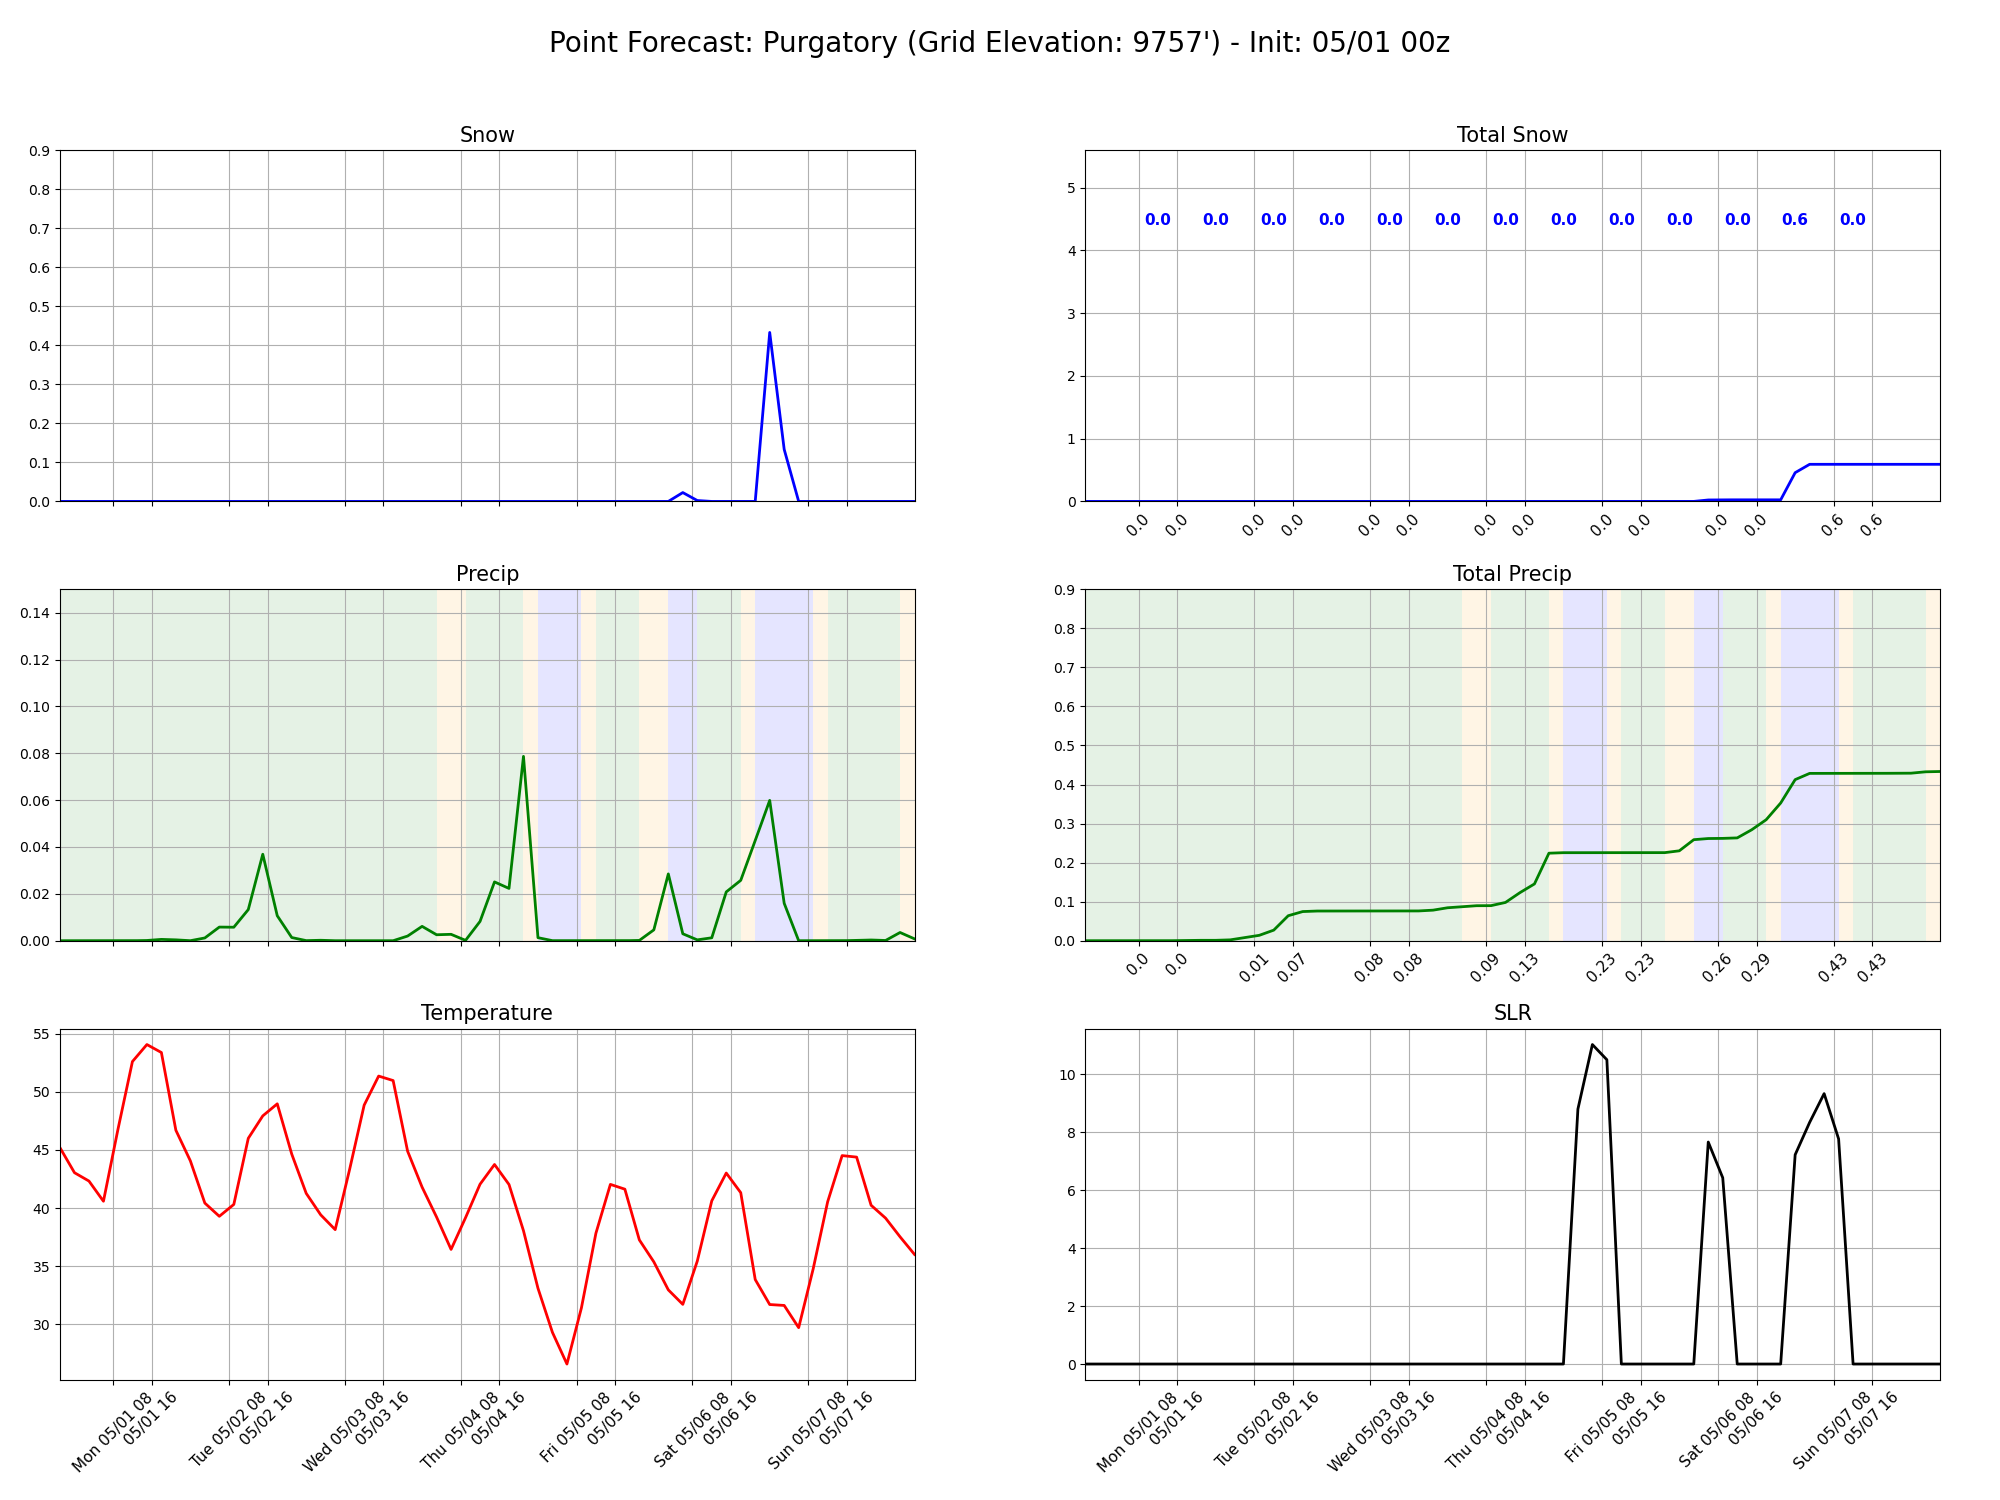 Point Forecast: Purgatory (Grid Elevation: 9757') - Init: 05/01 00z
Snow
0.9
0.8
0.7
0.6
0.5
0.4
0.3
0.2
0.1
0.0
Total Snow
5
4
3
2
1
0
0.0 0.0 0.0 0.0 0.0 0.0 0.0 0.0 0.0 0.0 0.0 0.6 0.0
0.0 0.0 0.0 0.0 0.0 0.0 0.0 0.0 0.0 0.0 0.0 0.0 0.6 0.6
Precip
0.14
0.12
0.10
0.08
0.06
0.04
0.02
0.00
Total Precip
0.9
0.8
0.7
0.6
0.5
0.4
0.3
0.2
0.1
0.0
0.0 0.0 0.01 0.07 0.08 0.08 0.09 0.13 0.23 0.23 0.26 0.29 0.43 0.43
Temperature
55
50
45
40
35
30
Mon 05/01 08
05/01 16
Tue 05/02 08
05/02 16
Wed 05/03 08
05/03 16
Thu 05/04 08
05/04 16
Fri 05/05 08
05/05 16
Sat 05/06 08
05/06 16
Sun 05/07 08
05/07 16
SLR
10
8
6
4
2
0
Mon 05/01 08
05/01 16
Tue 05/02 08
05/02 16
Wed 05/03 08
05/03 16
Thu 05/04 08
05/04 16
Fri 05/05 08
05/05 16
Sat 05/06 08
05/06 16
Sun 05/07 08
05/07 16